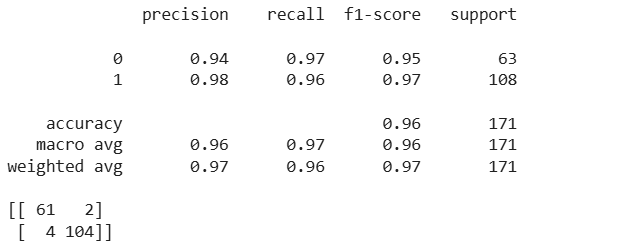 precision recall f1-score support
0 0.94 0.97 0.95 63
1 0.98 0.96 0.97 108
accuracy 0.96 171
macro avg 0.96 0.97 0.96 171
weighted avg 0.97 0.96 0.97 171
[[ 61 2]
[ 4 104]]